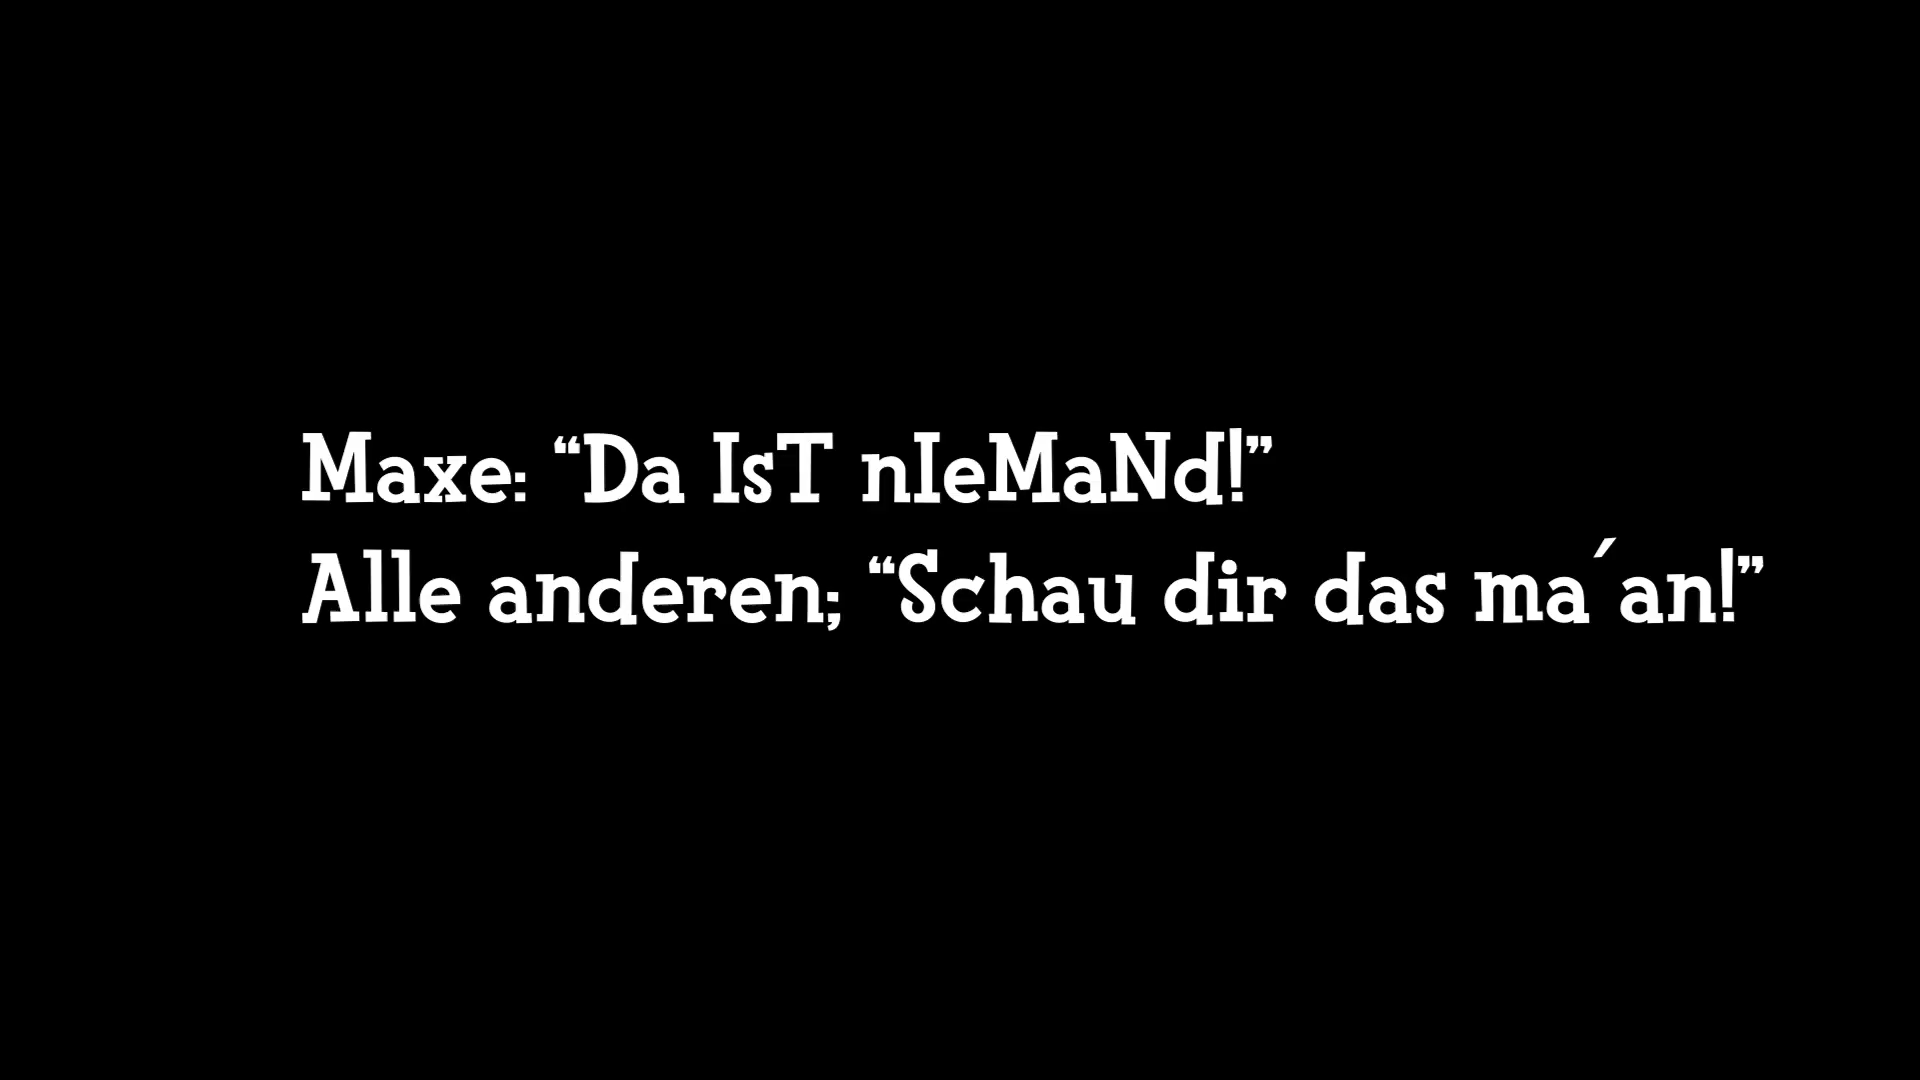 Maxe: “Da IsT nIeMaNd!”
Alle anderen; “Schau dir das ma´an!”